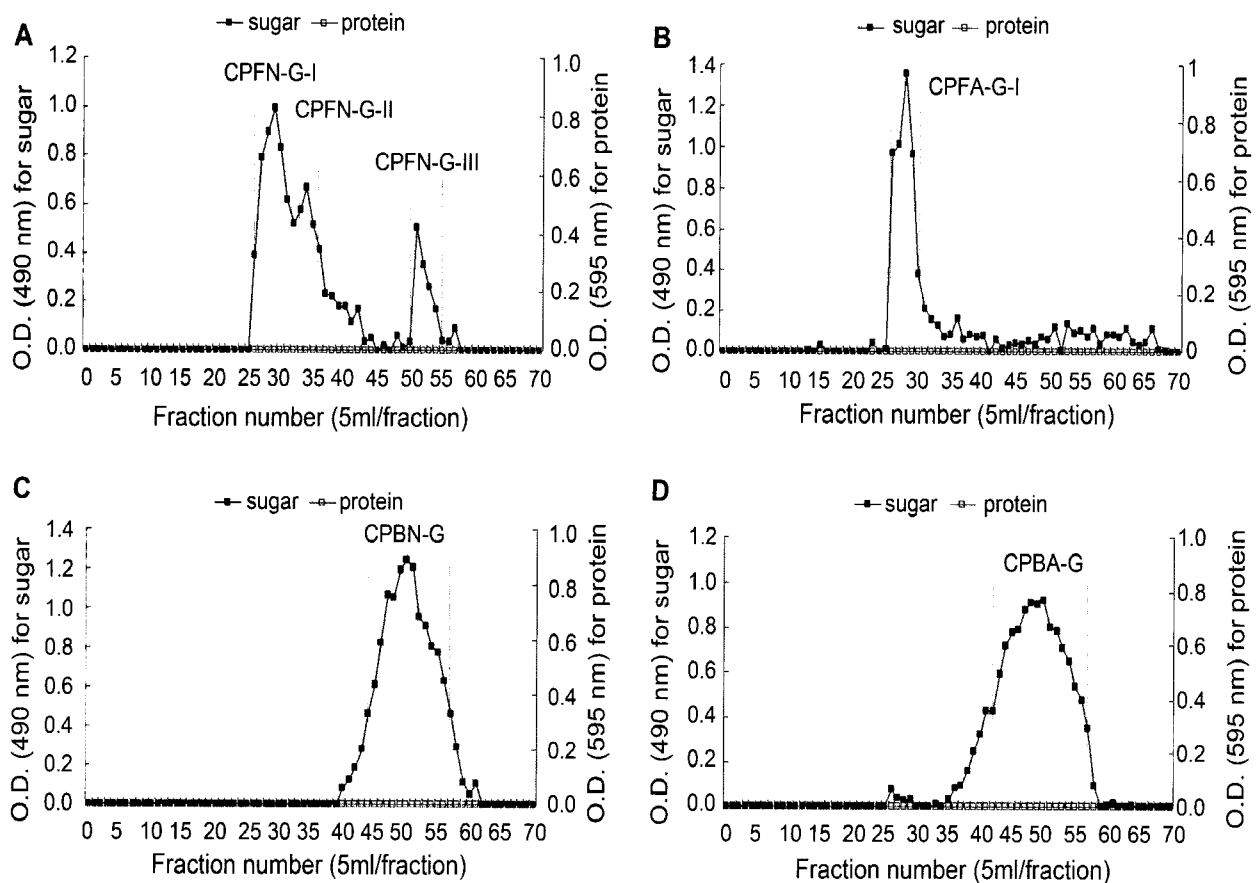 A
sugar protein
CPFN-G-I
CPFN-G-II
CPFN-G-III
O.D. (490 nm) for sugar
1.2
1.0
0.8
0.6
0.4
0.2
0.0
O.D. (595 nm) for protein
1.0
0.8
0.6
0.4
0.2
0.0
0 5 10 15 20 25 30 35 40 45 50 55 60 65 70
Fraction number (5ml/fraction)
B
sugar protein
CPFA-G-I
O.D. (490 nm) for sugar
1.4
1.2
1.0
0.8
0.6
0.4
0.2
0.0
O.D. (595 nm) for protein
1
0.8
0.6
0.4
0.2
0
0 5 10 15 20 25 31 36 40 45 50 55 60 65 70
Fraction number (5ml/fraction)
C
sugar protein
CPBN-G
O.D. (490 nm) for sugar
1.4
1.2
1.0
0.8
0.6
0.4
0.2
0.0
O.D. (595 nm) for protein
1.0
0.8
0.6
0.4
0.2
0.0
0 5 10 15 20 25 30 35 40 45 50 55 60 65 70
Fraction number (5ml/fraction)
D
sugar protein
CPBA-G
O.D. (490 nm) for sugar
1.2
1.0
0.8
0.6
0.4
0.2
0.0
O.D. (595 nm) for protein
1.0
0.8
0.6
0.4
0.2
0.0
0 5 10 15 20 26 30 35 41 45 50 57 60 65 70
Fraction number (5ml/fraction)